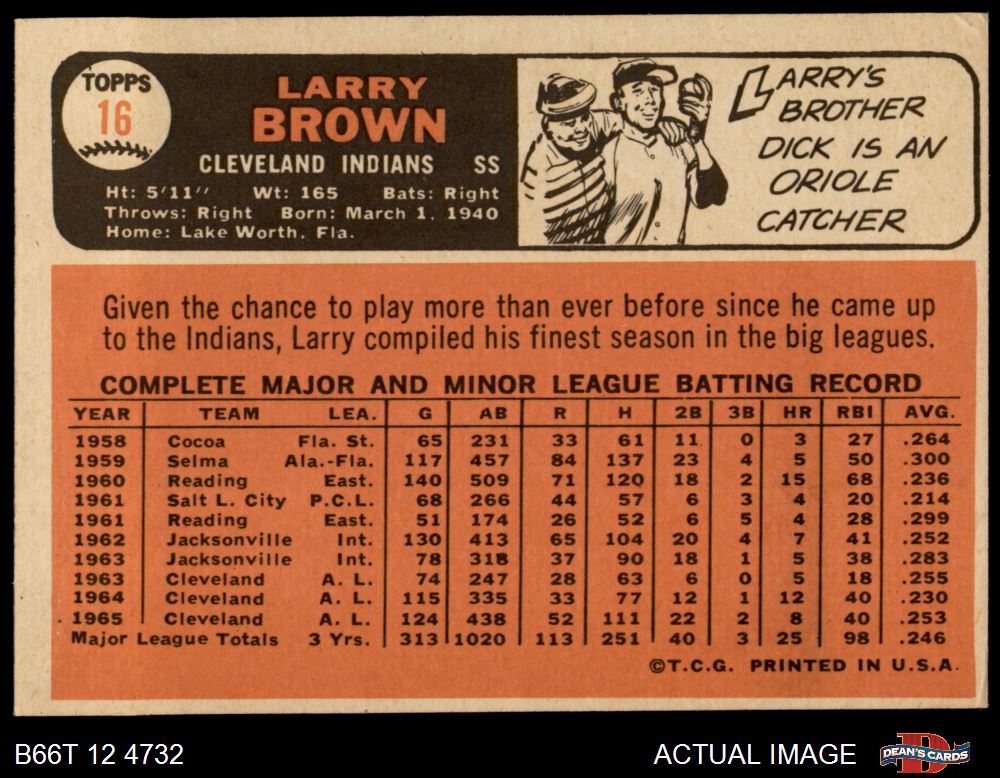 TOPPS
16
LARRY
BROWN
CLEVELAND INDIANS SS
Ht: 5'11" Wt: 165 Bats: Right
Throws: Right Born: March 1, 1940
Home: Lake Worth, Fla.
LARRY'S
BROTHER
DICK IS AN
ORIOLE
CATCHER
Given the chance to play more than ever before since he came up
to the Indians, Larry compiled his finest season in the big leagues.
COMPLETE MAJOR AND MINOR LEAGUE BATTING RECORD
YEAR TEAM LEA. G AB R H 2B 3B HR RBI AVG.
1958 Cocoa Fla. St. 65 231 33 61 11 0 3 27 .264
1959 Selma Ala.-Fla. 117 457 84 137 23 4 5 50 .300
1960 Reading East. 140 509 71 120 18 2 15 68 .236
1961 Salt L. City P.C.L. 68 266 44 57 6 3 4 20 .214
1961 Reading East. 51 174 26 52 6 5 4 28 .299
1962 Jacksonville Int. 130 413 65 104 20 4 7 41 .252
1963 Jacksonville Int. 78 318 37 90 18 1 5 38 .283
1963 Cleveland A. L. 74 247 28 63 6 0 5 18 .255
1964 Cleveland A. L. 115 335 33 77 12 1 12 40 .230
1965 Cleveland A. L. 124 438 52 111 22 2 8 40 .253
Major League Totals 3 Yrs. 313 1020 113 251 40 3 25 98 .246
©T.C.G. PRINTED IN U.S.A.
B66T 12 4732 ACTUAL IMAGE DEAN'S CARDS